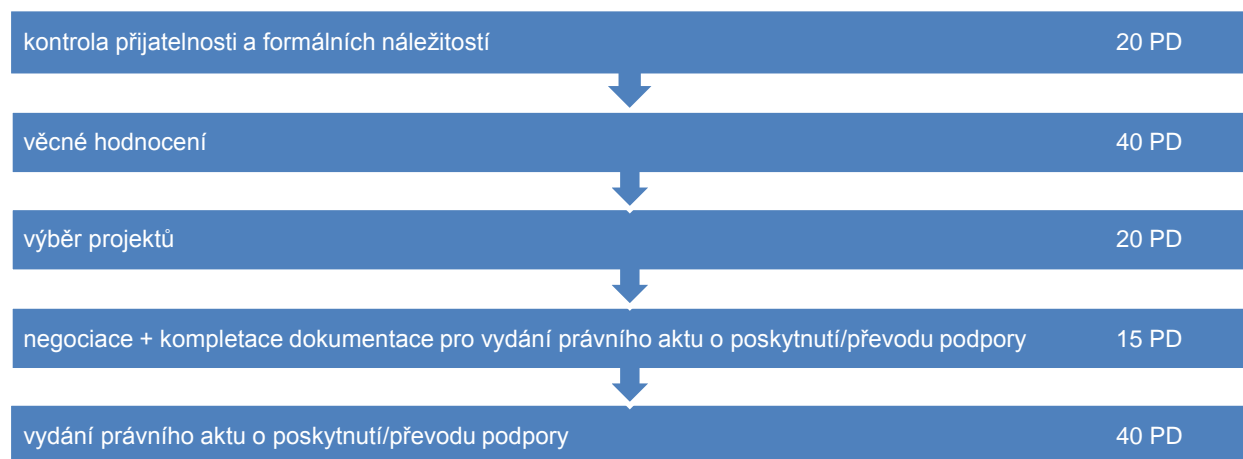 kontrola přijatelnosti a formálních náležitostí 20 PD
věcné hodnocení 40 PD
výběr projektů 20 PD
negociace + kompletace dokumentace pro vydání právního aktu o poskytnutí/převodu podpory 15 PD
vydání právního aktu o poskytnutí/převodu podpory 40 PD